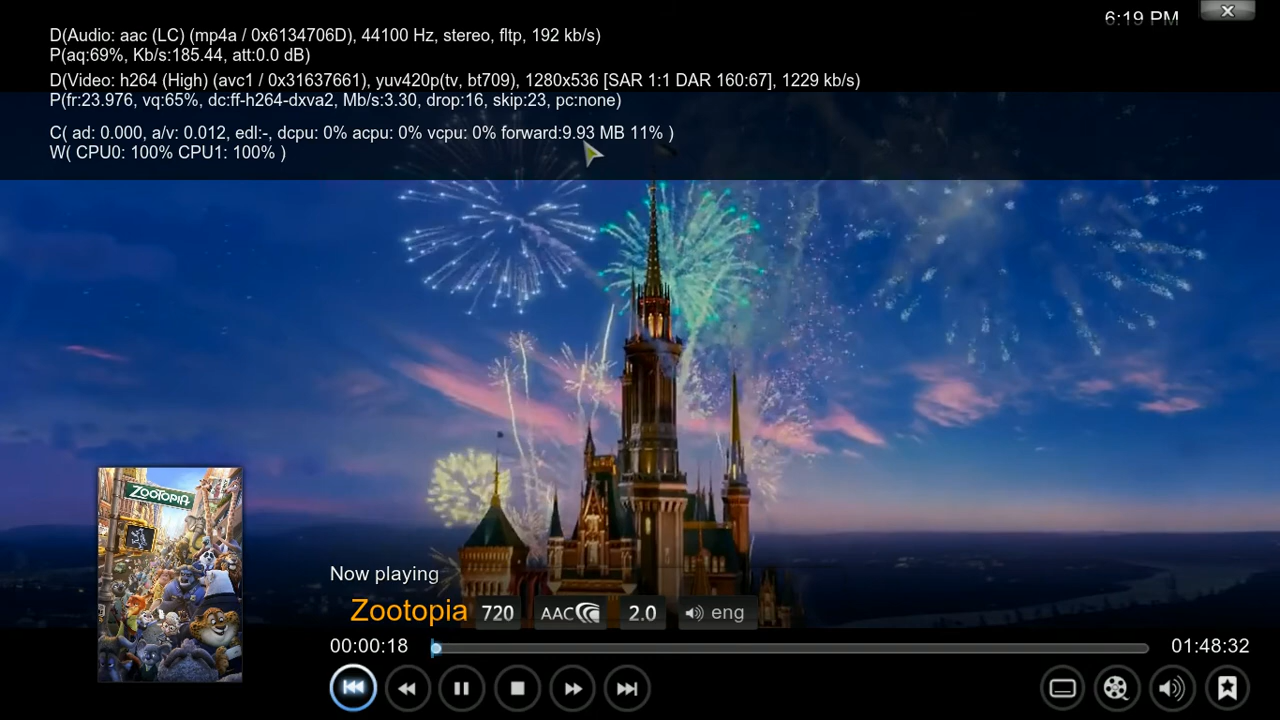 6:19 PM
D(Audio: aac (LC) (mp4a / 0x6134706D), 44100 Hz, stereo, fltp, 192 kb/s)
P(aq:69%, Kb/s:185.44, att:0.0 dB)
D(Video: h264 (High) (avc1 / 0x31637661), yuv420p(tv, bt709), 1280x536 [SAR 1:1 DAR 160:67], 1229 kb/s)
P(fr:23.976, vq:65%, dc:ff-h264-dxva2, Mb/s:3.30, drop:16, skip:23, pc:none)
C( ad: 0.000, a/v: 0.012, edl:-, dcpu: 0% acpu: 0% vcpu: 0% forward:9.93 MB 11% )
W( CPU0: 100% CPU1: 100% )
ZOOTOPIA
Now playing
Zootopia 720 AAC 2.0 eng
00:00:18 01:48:32